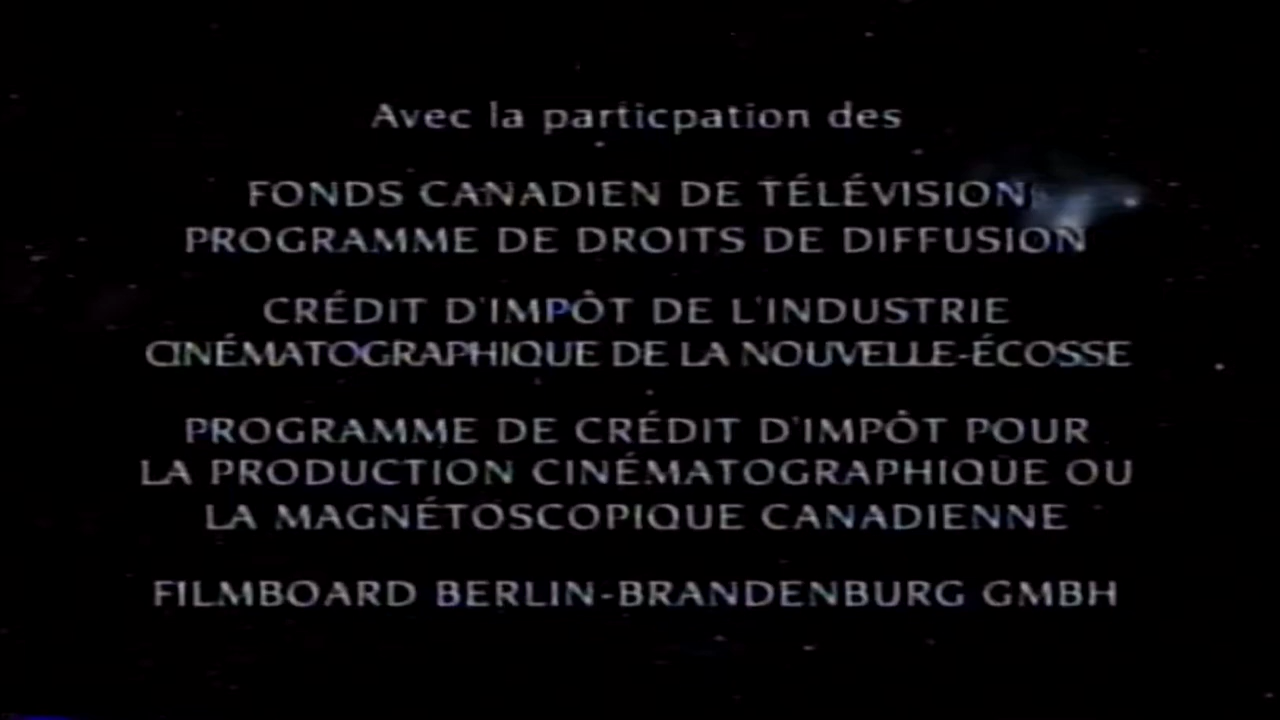 Avec la particpation des
FONDS CANADIEN DE TÉLÉVISION
PROGRAMME DE DROITS DE DIFFUSION
CRÉDIT D'IMPÔT DE L'INDUSTRIE
CINÉMATOGRAPHIQUE DE LA NOUVELLE-ÉCOSSE
PROGRAMME DE CRÉDIT D'IMPÔT POUR
LA PRODUCTION CINÉMATOGRAPHIQUE OU
LA MAGNÉTOSCOPIQUE CANADIENNE
FILMBOARD BERLIN-BRANDENBURG GMBH